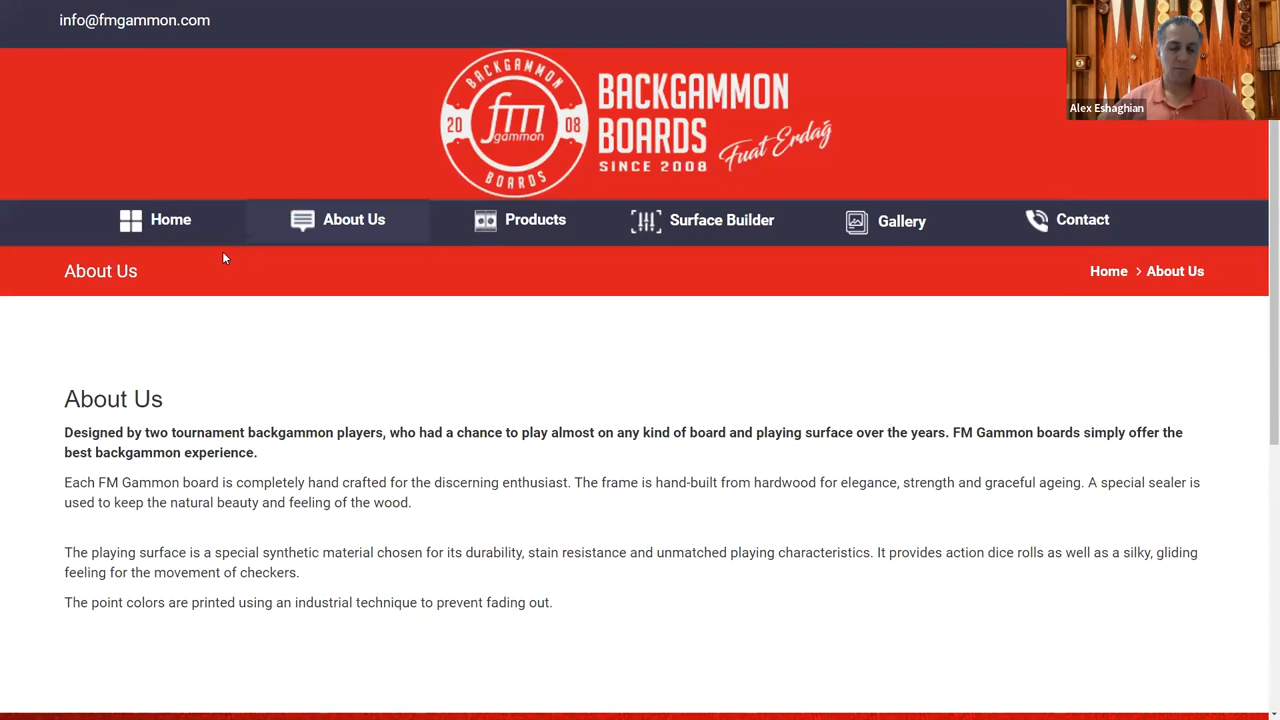 info@fmgammon.com
Alex Eshaghian
BACKGAMMON
20 fm 08
gammon
BOARDS
BACKGAMMON
BOARDS
SINCE 2008
Fuat Erdağ
Home
About Us
Products
Surface Builder
Gallery
Contact
About Us
Home > About Us
About Us
Designed by two tournament backgammon players, who had a chance to play almost on any kind of board and playing surface over the years. FM Gammon boards simply offer the
best backgammon experience.
Each FM Gammon board is completely hand crafted for the discerning enthusiast. The frame is hand-built from hardwood for elegance, strength and graceful ageing. A special sealer is
used to keep the natural beauty and feeling of the wood.
The playing surface is a special synthetic material chosen for its durability, stain resistance and unmatched playing characteristics. It provides action dice rolls as well as a silky, gliding
feeling for the movement of checkers.
The point colors are printed using an industrial technique to prevent fading out.